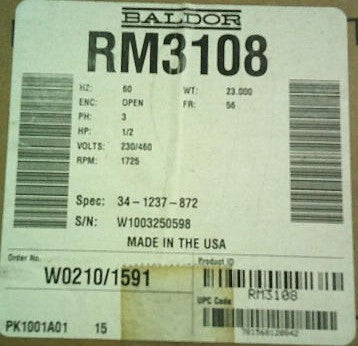 BALDOR
RM3108
HZ: 60 WT: 23.000
ENC: OPEN FR: 56
PH: 3
HP: 1/2
VOLTS: 230/460
RPM: 1725
Spec: 34-1237-872
S/N: W1003250598
MADE IN THE USA
Order No. Product ID
W0210/1591
RM3108
UPC Code
PK1001A01 15